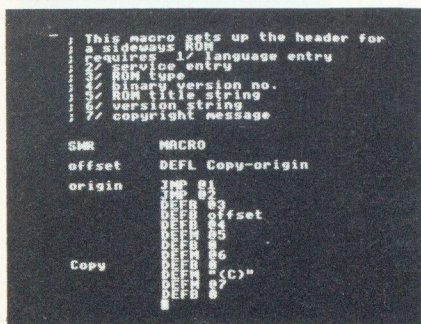 ; This macro sets up the header for
; a sideways ROM
; requires 1/ language entry
; 2/ service entry
; 3/ ROM type
; 4/ binary version no.
; 5/ ROM title string
; 6/ version string
; 7/ copyright message
SWR MACRO
offset DEFL Copy-origin
origin JMP @1
JMP @2
DEFB @3
DEFB offset
DEFB @4
DEFM @5
DEFB 0
DEFM @6
Copy DEFB 0
DEFM "(C)"
DEFM @7
DEFB 0